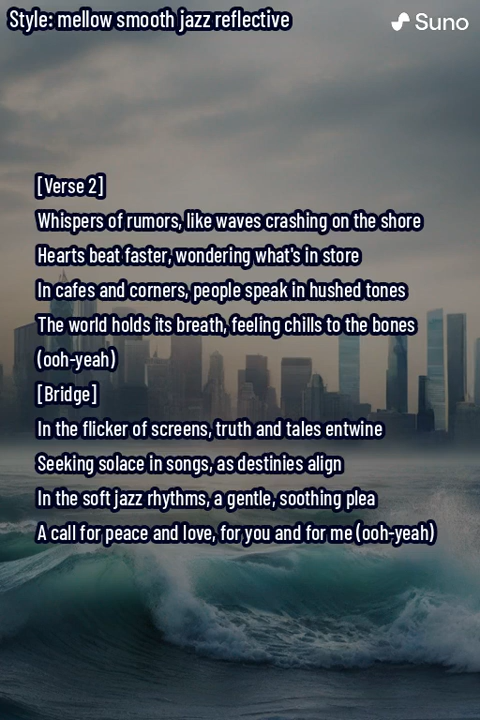 Style: mellow smooth jazz reflective
Suno
[Verse 2]
Whispers of rumors, like waves crashing on the shore
Hearts beat faster, wondering what's in store
In cafes and corners, people speak in hushed tones
The world holds its breath, feeling chills to the bones
(ooh-yeah)
[Bridge]
In the flicker of screens, truth and tales entwine
Seeking solace in songs, as destinies align
In the soft jazz rhythms, a gentle, soothing plea
A call for peace and love, for you and for me (ooh-yeah)